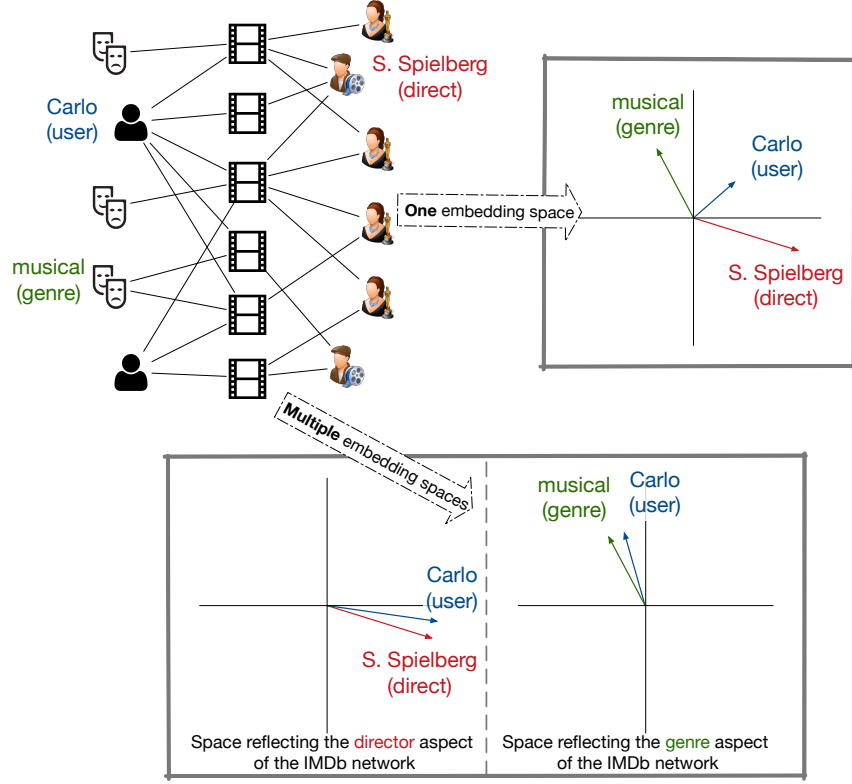 S. Spielberg
(direct)
Carlo
(user)
musical
(genre)
One embedding space
musical
(genre)
Carlo
(user)
S. Spielberg
(direct)
Multiple embedding spaces
Carlo
(user)
S. Spielberg
(direct)
Space reflecting the director aspect
of the IMDb network
musical
(genre)
Carlo
(user)
Space reflecting the genre aspect
of the IMDb network